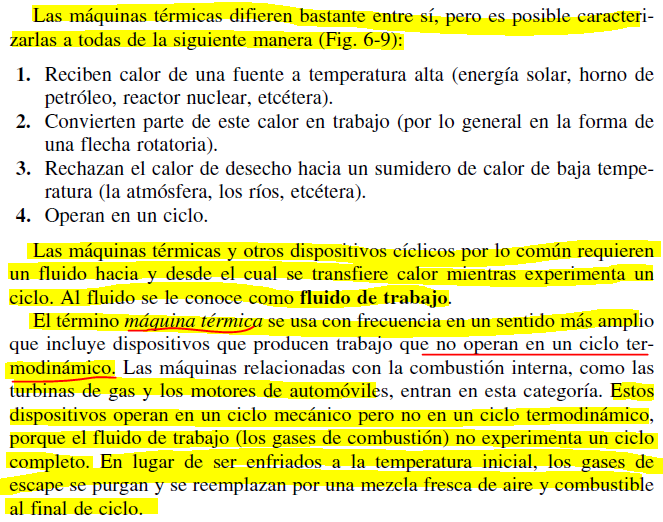 Las máquinas térmicas difieren bastante entre sí, pero es posible caracteri-
zarlas a todas de la siguiente manera (Fig. 6-9):
1. Reciben calor de una fuente a temperatura alta (energía solar, horno de
petróleo, reactor nuclear, etcétera).
2. Convierten parte de este calor en trabajo (por lo general en la forma de
una flecha rotatoria).
3. Rechazan el calor de desecho hacia un sumidero de calor de baja tempe-
ratura (la atmósfera, los ríos, etcétera).
4. Operan en un ciclo.
Las máquinas térmicas y otros dispositivos cíclicos por lo común requieren
un fluido hacia y desde el cual se transfiere calor mientras experimenta un
ciclo. Al fluido se le conoce como fluido de trabajo.
El término máquina térmica se usa con frecuencia en un sentido más amplio
que incluye dispositivos que producen trabajo que no operan en un ciclo ter-
modinámico. Las máquinas relacionadas con la combustión interna, como las
turbinas de gas y los motores de automóviles, entran en esta categoría. Estos
dispositivos operan en un ciclo mecánico pero no en un ciclo termodinámico,
porque el fluido de trabajo (los gases de combustión) no experimenta un ciclo
completo. En lugar de ser enfriados a la temperatura inicial, los gases de
escape se purgan y se reemplazan por una mezcla fresca de aire y combustible
al final de ciclo.